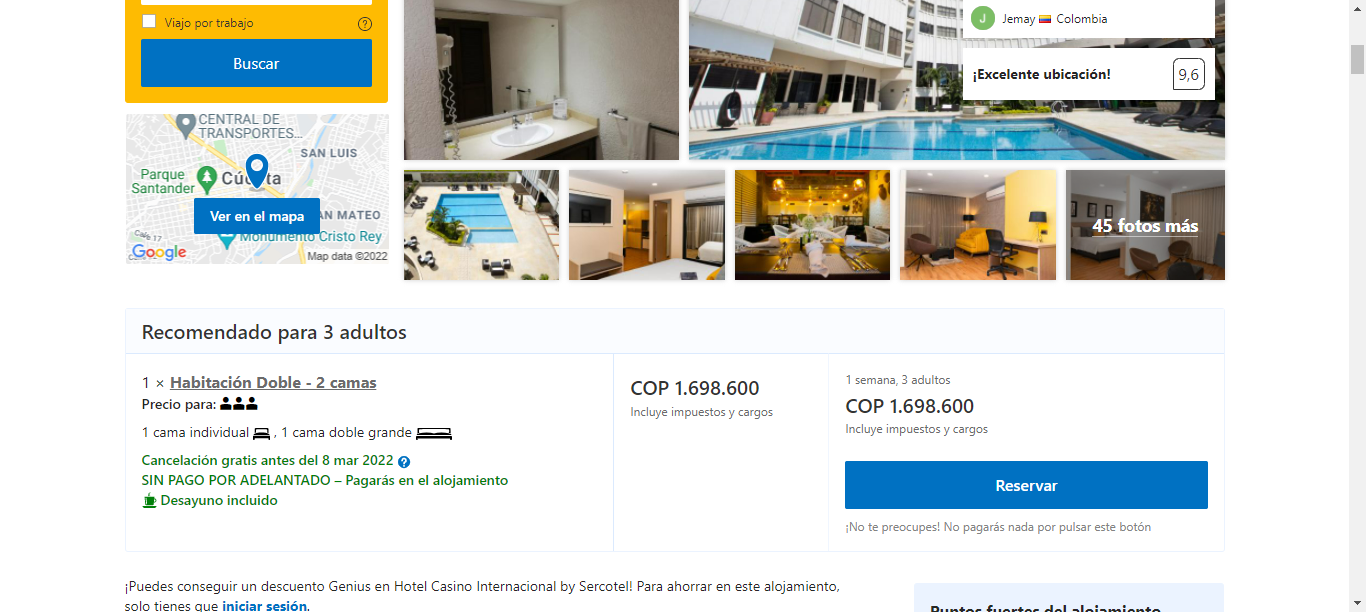 Viajo por trabajo
Buscar
CENTRAL DE
TRANSPORTES...
SAN LUIS
Parque
Santander
Ver en el mapa
AN MATEO
Monumento Cristo Rey
Google
Map data ©2022
J Jemay Colombia
¡Excelente ubicación! 9,6
45 fotos más
Recomendado para 3 adultos
1 × Habitación Doble - 2 camas
Precio para:
1 cama individual , 1 cama doble grande
Cancelación gratis antes del 8 mar 2022
SIN PAGO POR ADELANTADO – Pagarás en el alojamiento
Desayuno incluido
COP 1.698.600
Incluye impuestos y cargos
1 semana, 3 adultos
COP 1.698.600
Incluye impuestos y cargos
Reservar
¡No te preocupes! No pagarás nada por pulsar este botón
¡Puedes conseguir un descuento Genius en Hotel Casino Internacional by Sercotel! Para ahorrar en este alojamiento,
solo tienes que iniciar sesión.
Puntos fuertes del alojamiento